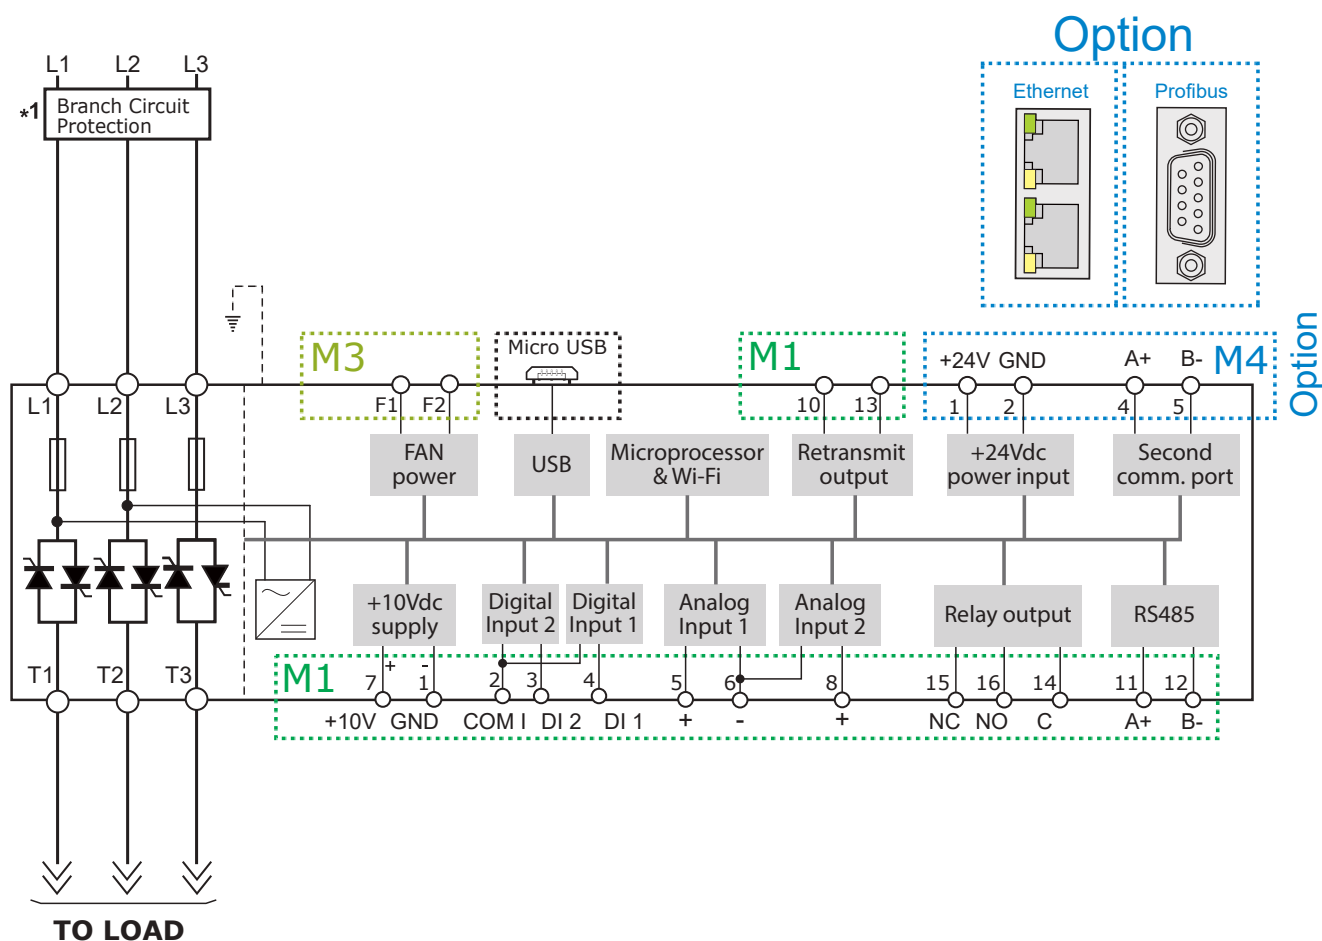 Option
Ethernet
Profibus
L1 L2 L3
*1
Branch Circuit
Protection
Option
M3
Micro USB
M1
+24V GND
A+ B-
M4
L1 L2 L3
F1 F2
10 13
1 2
4 5
FAN
power
USB
Microprocessor
& Wi-Fi
Retransmit
output
+24Vdc
power input
Second
comm. port
+10Vdc
supply
Digital
Input 2
Digital
Input 1
Analog
Input 1
Analog
Input 2
Relay output
RS485
T1 T2 T3
M1
+ -
7 1 2 3 4 5 6 8 15 16 14 11 12
+10V GND COM I DI 2 DI 1 + - + NC NO C A+ B-
TO LOAD